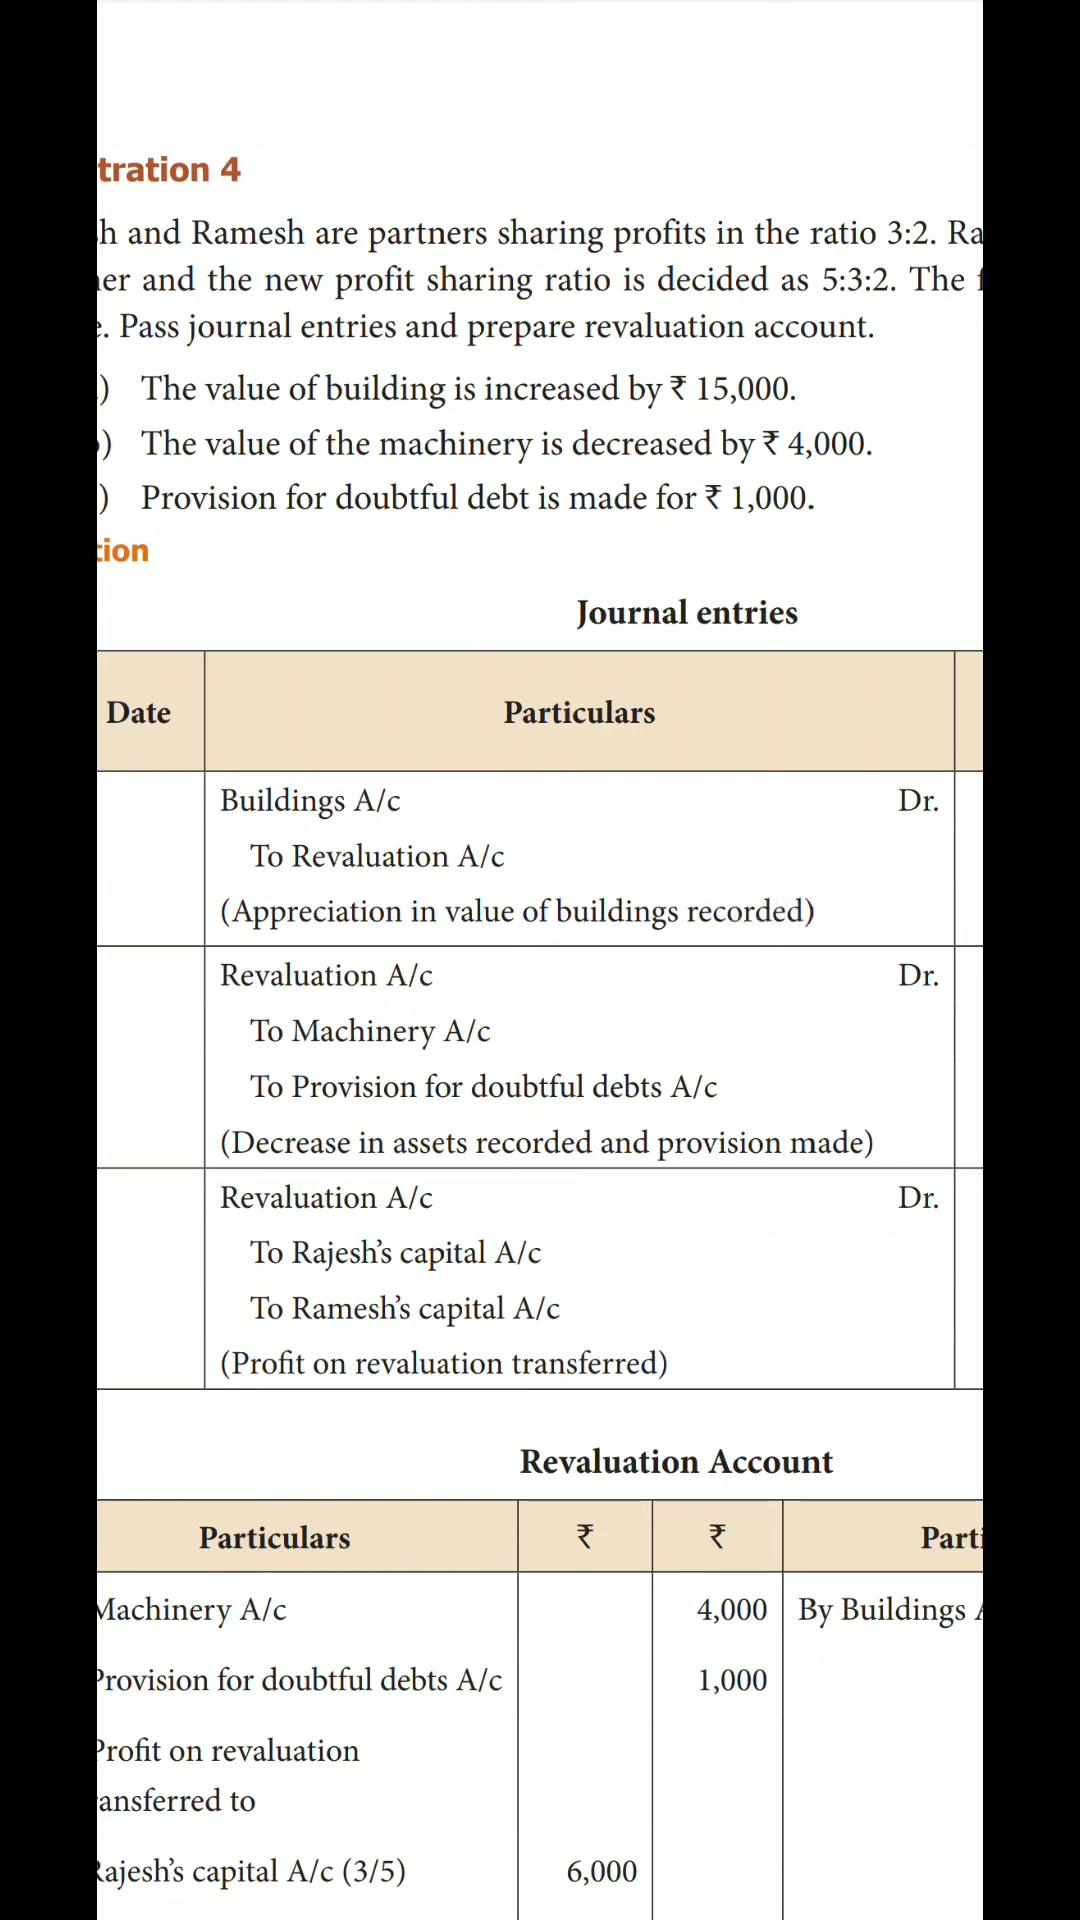 tration 4
h and Ramesh are partners sharing profits in the ratio 3:2. Ra
er and the new profit sharing ratio is decided as 5:3:2. The
e. Pass journal entries and prepare revaluation account.
) The value of building is increased by ₹ 15,000.
) The value of the machinery is decreased by ₹ 4,000.
) Provision for doubtful debt is made for ₹ 1,000.
tion
Journal entries
Date Particulars
Buildings A/c Dr.
To Revaluation A/c
(Appreciation in value of buildings recorded)
Revaluation A/c Dr.
To Machinery A/c
To Provision for doubtful debts A/c
(Decrease in assets recorded and provision made)
Revaluation A/c Dr.
To Rajesh's capital A/c
To Ramesh's capital A/c
(Profit on revaluation transferred)
Revaluation Account
Particulars ₹ ₹ Parti
Machinery A/c 4,000 By Buildings
Provision for doubtful debts A/c 1,000
Profit on revaluation
ansferred to
Rajesh's capital A/c (3/5) 6,000